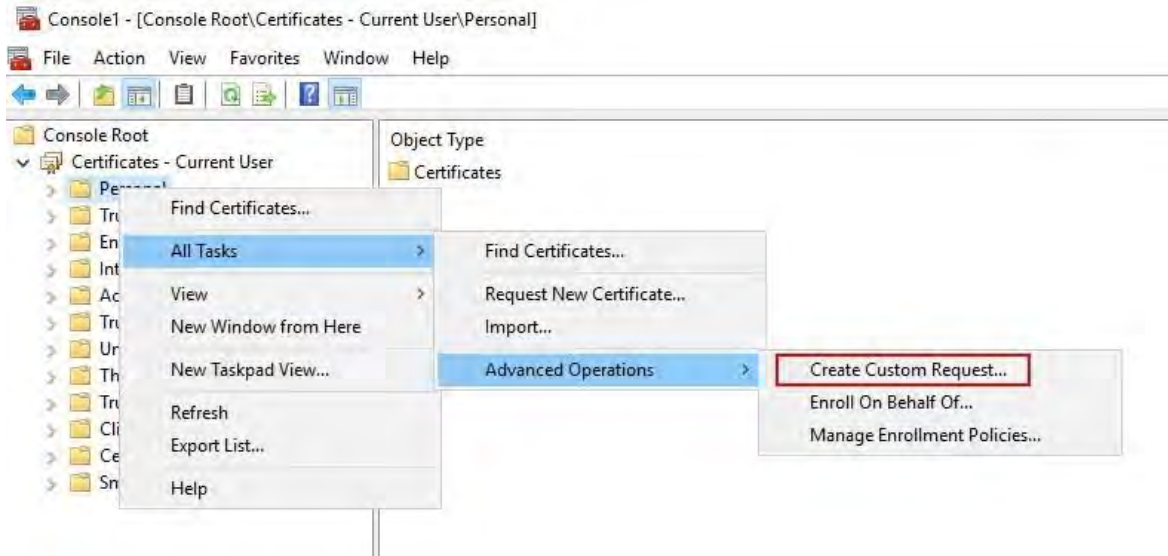 Console1 - [Console Root\Certificates - Current User\Personal]
File Action View Favorites Window Help
Console Root
Certificates - Current User
Personal
Object Type
Certificates
Find Certificates...
All Tasks
View
New Window from Here
New Taskpad View...
Refresh
Export List...
Help
Find Certificates...
Request New Certificate...
Import...
Advanced Operations
Create Custom Request...
Enroll On Behalf Of...
Manage Enrollment Policies...